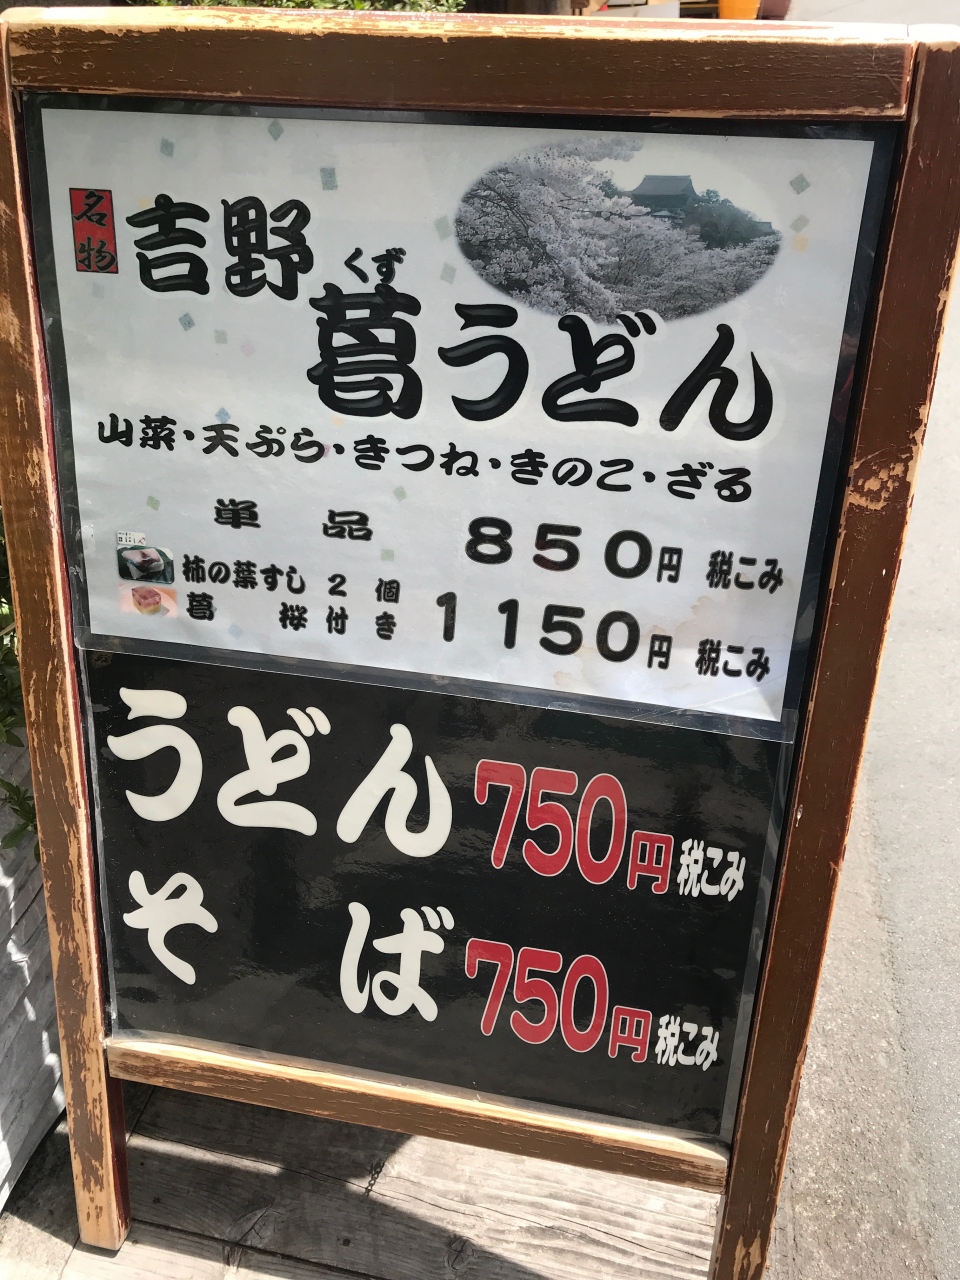 名物
吉野
くず
葛うどん
山菜・天ぷら・きつね・きのこ・ざる
単品 850円 税こみ
柿の葉すし 2個
葛桜付き 1150円 税こみ
うどん 750円 税こみ
そば 750円 税こみ